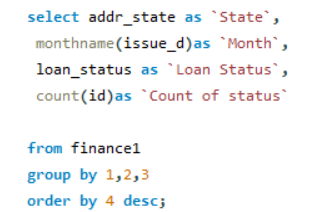 select addr_state as `State`,
monthname(issue_d)as `Month`,
loan_status as `Loan Status`,
count(id)as `Count of status`
from finance1
group by 1,2,3
order by 4 desc;